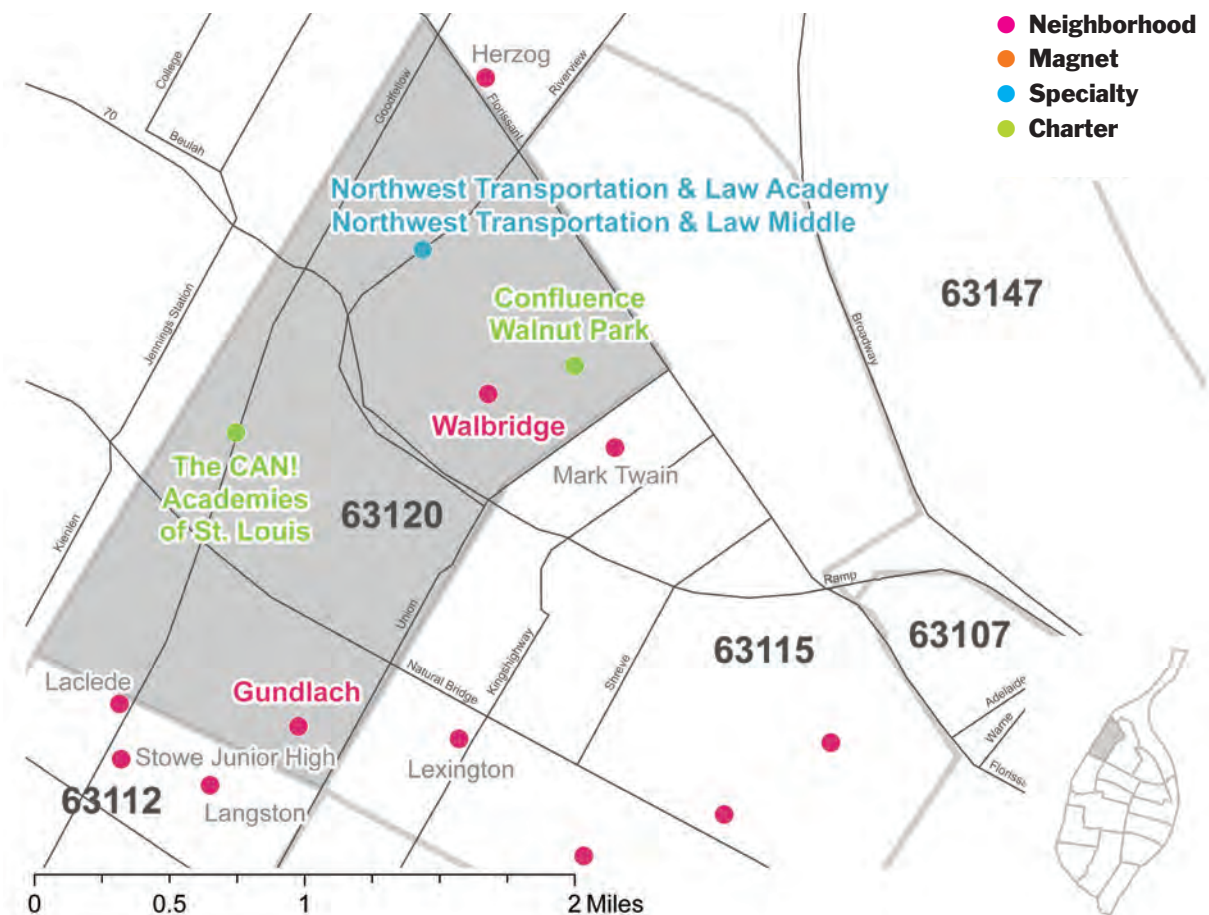 Neighborhood
Magnet
Specialty
Charter
Herzog
College
Goodfellow
Riverview
70
Florissant
Beulah
Northwest Transportation & Law Academy
Northwest Transportation & Law Middle
Confluence
Walnut Park
63147
Jennings Station
Broadway
Walbridge
Mark Twain
The CAN!
Academies
of St. Louis
63120
Kienlen
Ramp
Union
Kingshighway
Shreve
63115
63107
Natural Bridge
Laclede
Gundlach
Adelaide
Warne
Florissa
Stowe Junior High
Lexington
63112
Langston
0
0.5
1
2 Miles